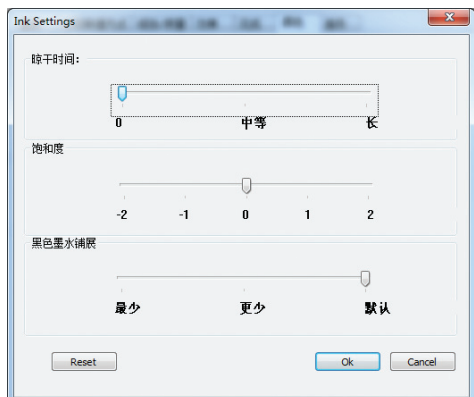 Ink Settings
晾干时间:
0 中等 长
饱和度
-2 -1 0 1 2
黑色墨水铺展
最少 更少 默认
Reset Ok Cancel